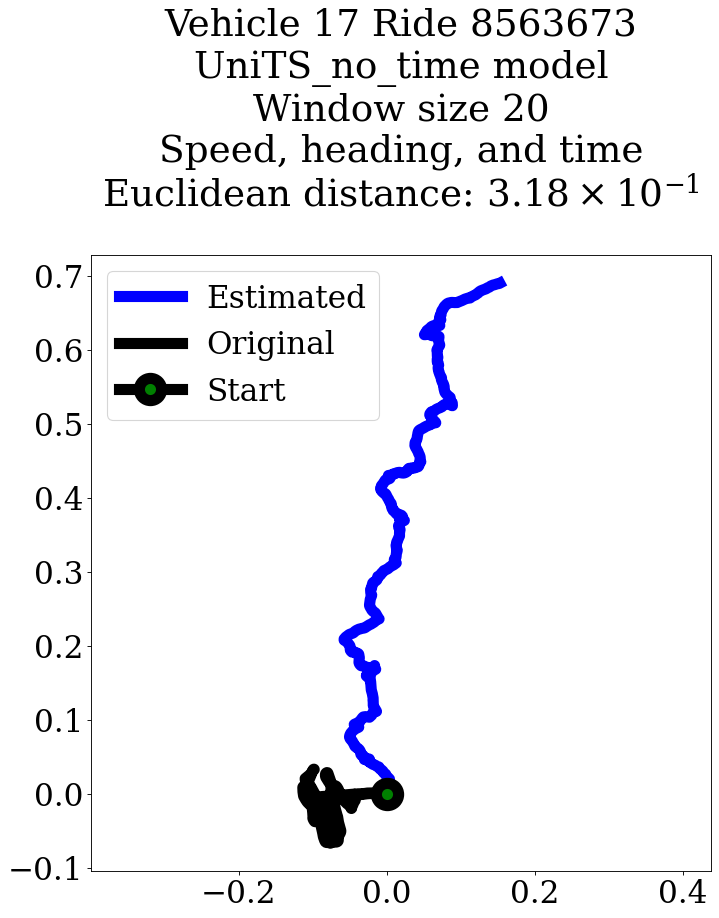 Vehicle 17 Ride 8563673
UniTS_no_time model
Window size 20
Speed, heading, and time
Euclidean distance: 3.18 × 10⁻¹
Estimated
Original
Start
0.7
0.6
0.5
0.4
0.3
0.2
0.1
0.0
−0.1
−0.2 0.0 0.2 0.4